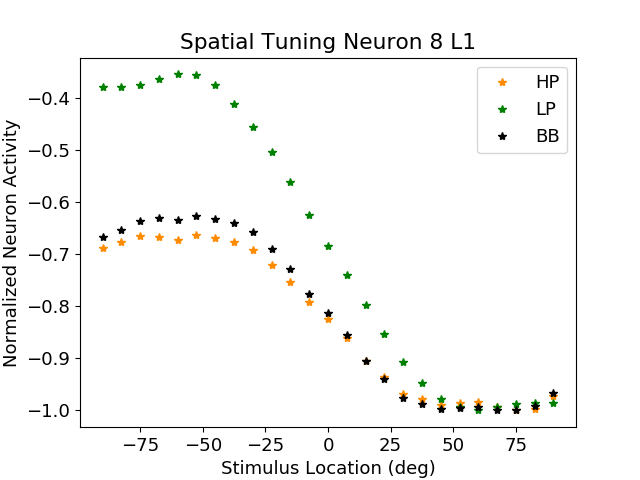 Spatial Tuning Neuron 8 L1
HP
LP
BB
Normalized Neuron Activity
−0.4
−0.5
−0.6
−0.7
−0.8
−0.9
−1.0
−75 −50 −25 0 25 50 75
Stimulus Location (deg)